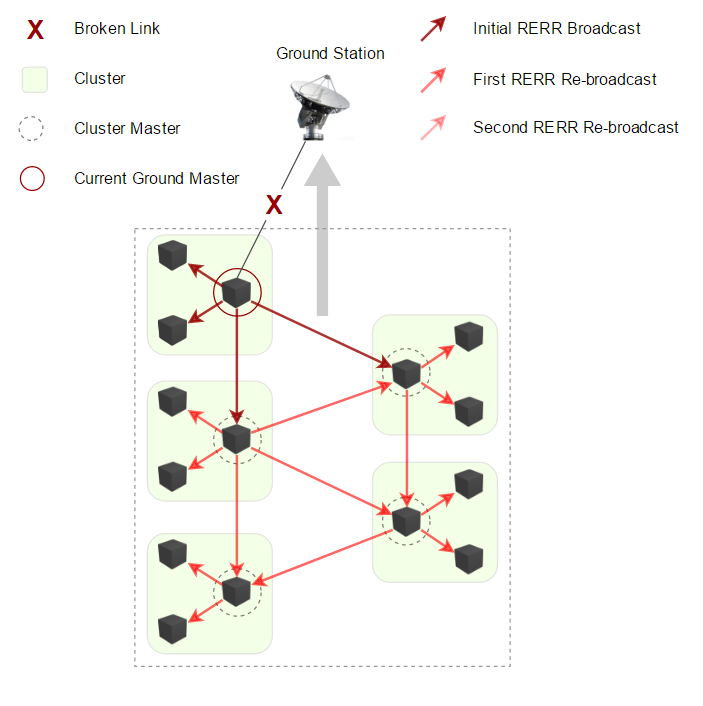 X Broken Link
Cluster
Cluster Master
Current Ground Master
Ground Station
Initial RERR Broadcast
First RERR Re-broadcast
Second RERR Re-broadcast
X